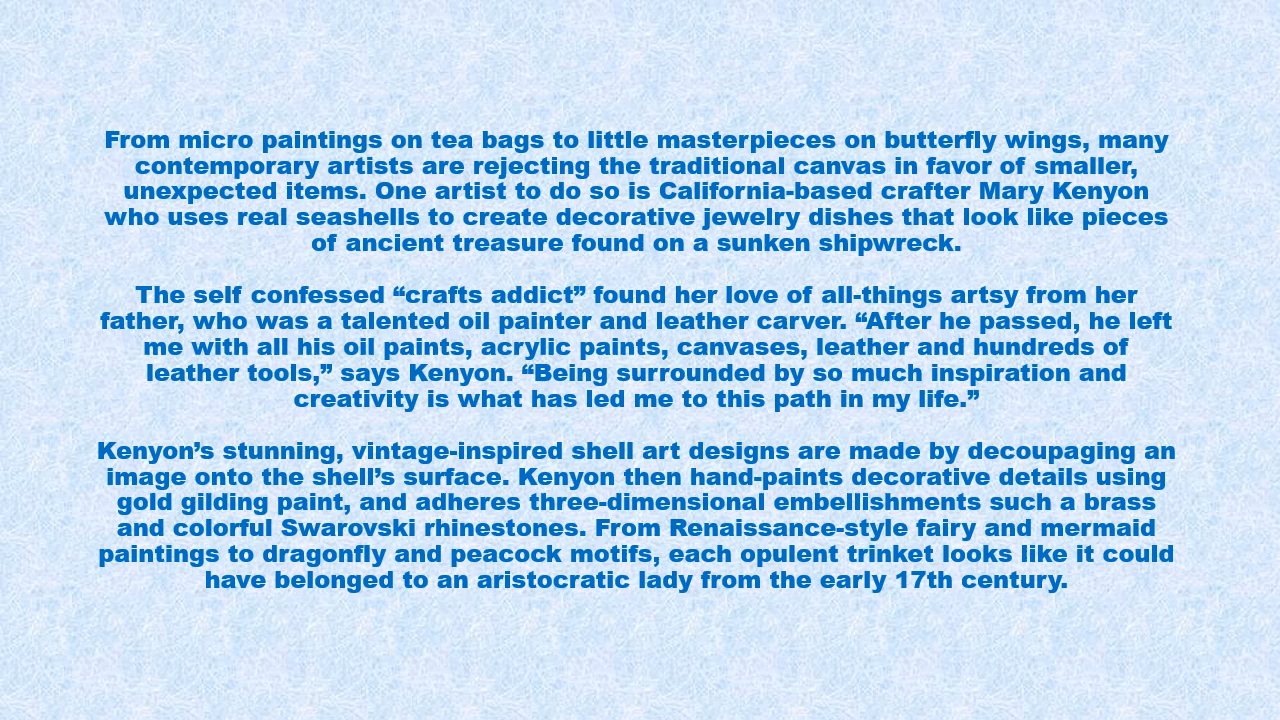 From micro paintings on tea bags to little masterpieces on butterfly wings, many
contemporary artists are rejecting the traditional canvas in favor of smaller,
unexpected items. One artist to do so is California-based crafter Mary Kenyon
who uses real seashells to create decorative jewelry dishes that look like pieces
of ancient treasure found on a sunken shipwreck.
The self confessed “crafts addict” found her love of all-things artsy from her
father, who was a talented oil painter and leather carver. “After he passed, he left
me with all his oil paints, acrylic paints, canvases, leather and hundreds of
leather tools,” says Kenyon. “Being surrounded by so much inspiration and
creativity is what has led me to this path in my life.”
Kenyon’s stunning, vintage-inspired shell art designs are made by decoupaging an
image onto the shell’s surface. Kenyon then hand-paints decorative details using
gold gilding paint, and adheres three-dimensional embellishments such a brass
and colorful Swarovski rhinestones. From Renaissance-style fairy and mermaid
paintings to dragonfly and peacock motifs, each opulent trinket looks like it could
have belonged to an aristocratic lady from the early 17th century.